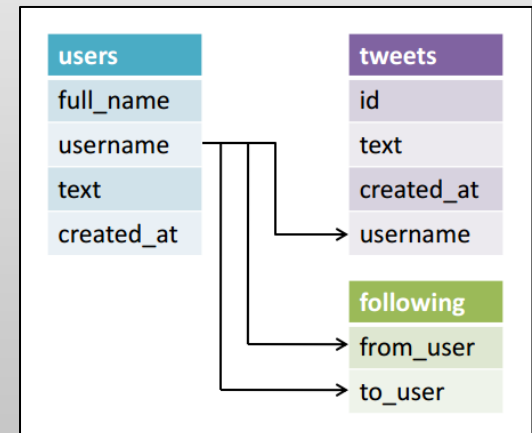 users
full_name
username
text
created_at
tweets
id
text
created_at
username
following
from_user
to_user